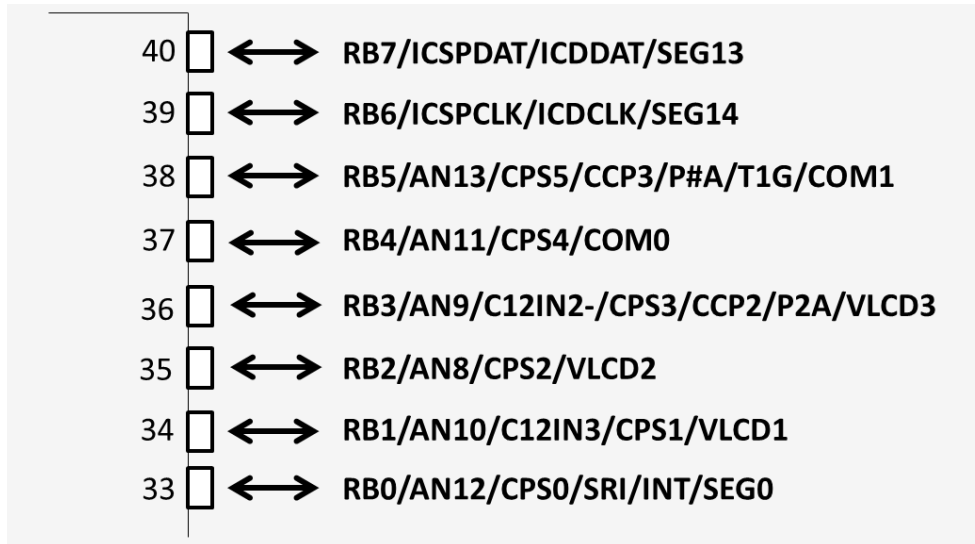 40 RB7/ICSPDAT/ICDDAT/SEG13
39 RB6/ICSPCLK/ICDCLK/SEG14
38 RB5/AN13/CPS5/CCP3/P#A/T1G/COM1
37 RB4/AN11/CPS4/COM0
36 RB3/AN9/C12IN2-/CPS3/CCP2/P2A/VLCD3
35 RB2/AN8/CPS2/VLCD2
34 RB1/AN10/C12IN3/CPS1/VLCD1
33 RB0/AN12/CPS0/SRI/INT/SEG0